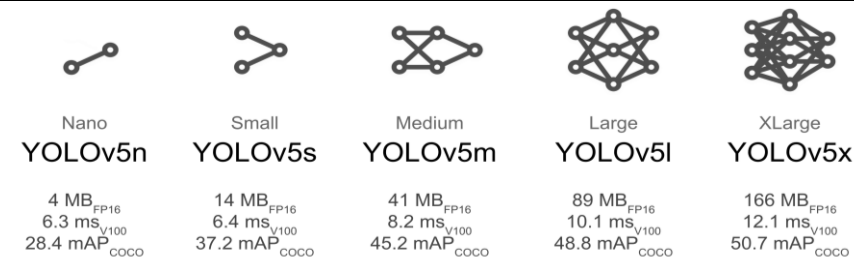 Nano Small Medium Large XLarge
YOLOv5n YOLOv5s YOLOv5m YOLOv5l YOLOv5x
4 MB FP16 14 MB FP16 41 MB FP16 89 MB FP16 166 MB FP16
6.3 ms V100 6.4 ms V100 8.2 ms V100 10.1 ms V100 12.1 ms V100
28.4 mAP COCO 37.2 mAP COCO 45.2 mAP COCO 48.8 mAP COCO 50.7 mAP COCO